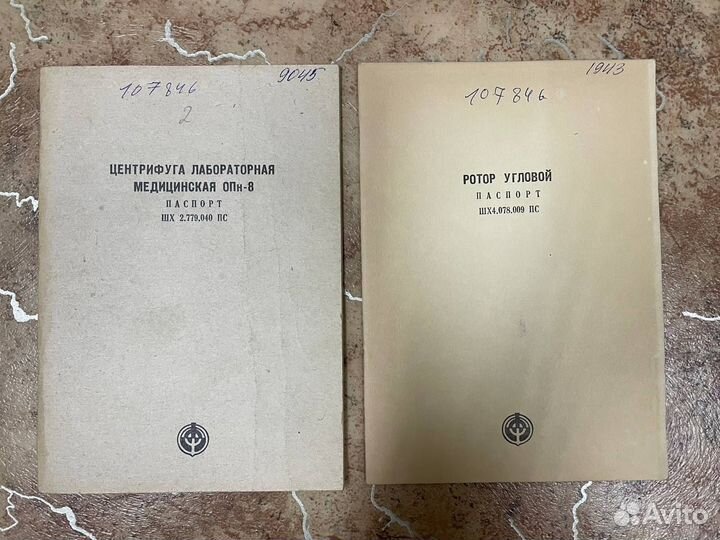 107846
9045
2
ЦЕНТРИФУГА ЛАБОРАТОРНАЯ
МЕДИЦИНСКАЯ ОПн-8
ПАСПОРТ
ШХ 2.779.040 ПС
1943
107846
РОТОР УГЛОВОЙ
ПАСПОРТ
ШХ4.078.009 ПС
Avito